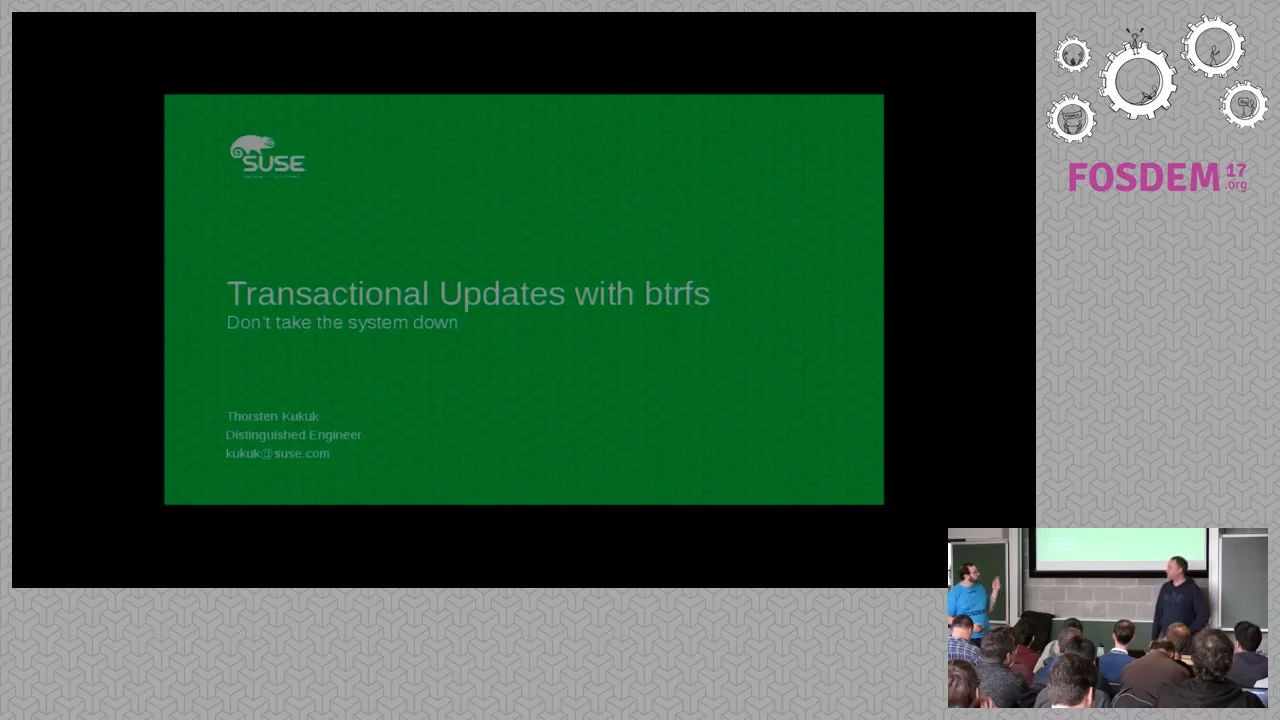 SUSE
Transactional Updates with btrfs
Don't take the system down
Thorsten Kukuk
Distinguished Engineer
kukuk@suse.com
FOSDEM 17
.org
FOSDEM